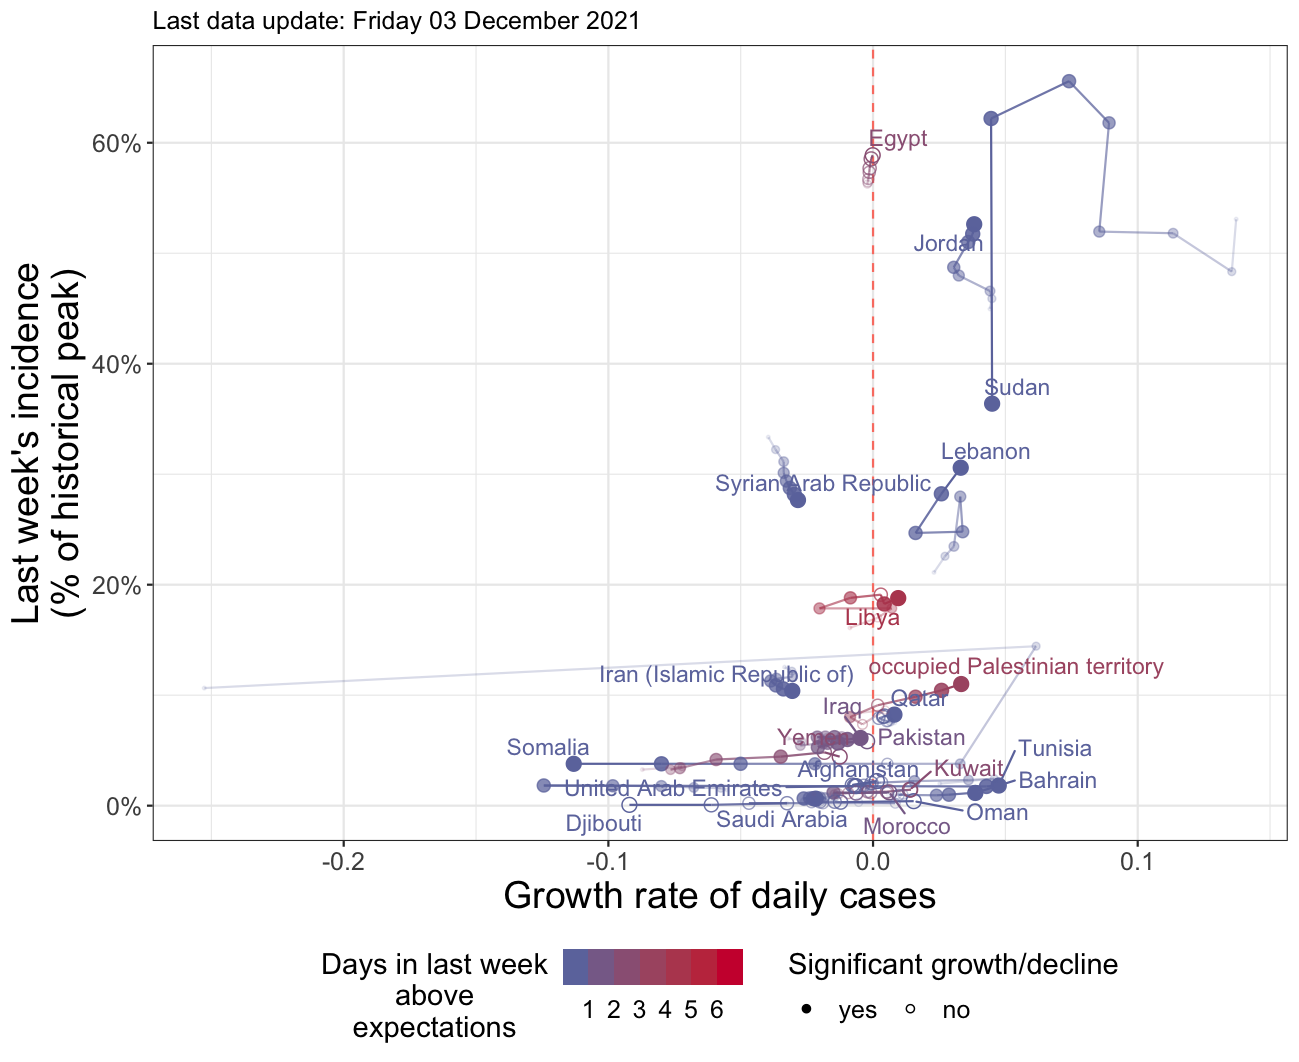 Last data update: Friday 03 December 2021
Last week's incidence
(% of historical peak)
60%
40%
20%
0%
Egypt
Jordan
Sudan
Lebanon
Syrian Arab Republic
Libya
occupied Palestinian territory
Iran (Islamic Republic of)
Qatar
Iraq
Yemen
Pakistan
Somalia
Tunisia
Afghanistan
Kuwait
Bahrain
United Arab Emirates
Oman
Djibouti
Saudi Arabia
Morocco
-0.2
-0.1
0.0
0.1
Growth rate of daily cases
Days in last week
above
expectations
1 2 3 4 5 6
Significant growth/decline
yes
no